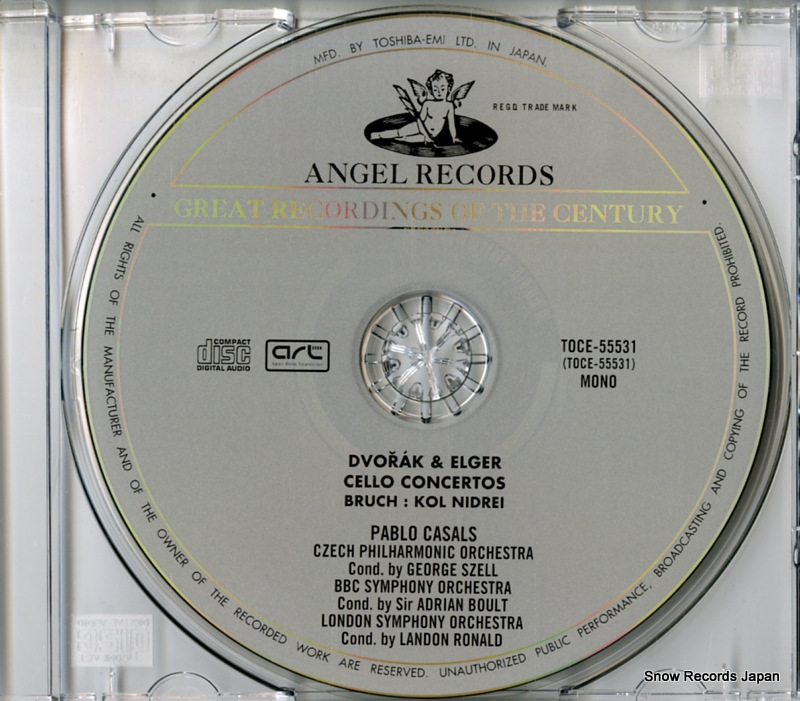 MFD. BY TOSHIBA-EMI LTD. IN JAPAN.
REGD. TRADE MARK
ANGEL RECORDS
GREAT RECORDINGS OF THE CENTURY
COMPACT
disc
DIGITAL AUDIO
art
TOCE-55531
(TOCE-55531)
MONO
DVOŘÁK & ELGER
CELLO CONCERTOS
BRUCH : KOL NIDREI
PABLO CASALS
CZECH PHILHARMONIC ORCHESTRA
Cond. by GEORGE SZELL
BBC SYMPHONY ORCHESTRA
Cond. by Sir ADRIAN BOULT
LONDON SYMPHONY ORCHESTRA
Cond. by LANDON RONALD
ALL RIGHTS OF THE MANUFACTURER AND OF THE OWNER OF THE RECORDED WORK ARE RESERVED. UNAUTHORIZED PUBLIC PERFORMANCE, BROADCASTING AND COPYING OF THE RECORD PROHIBITED.
Snow Records Japan